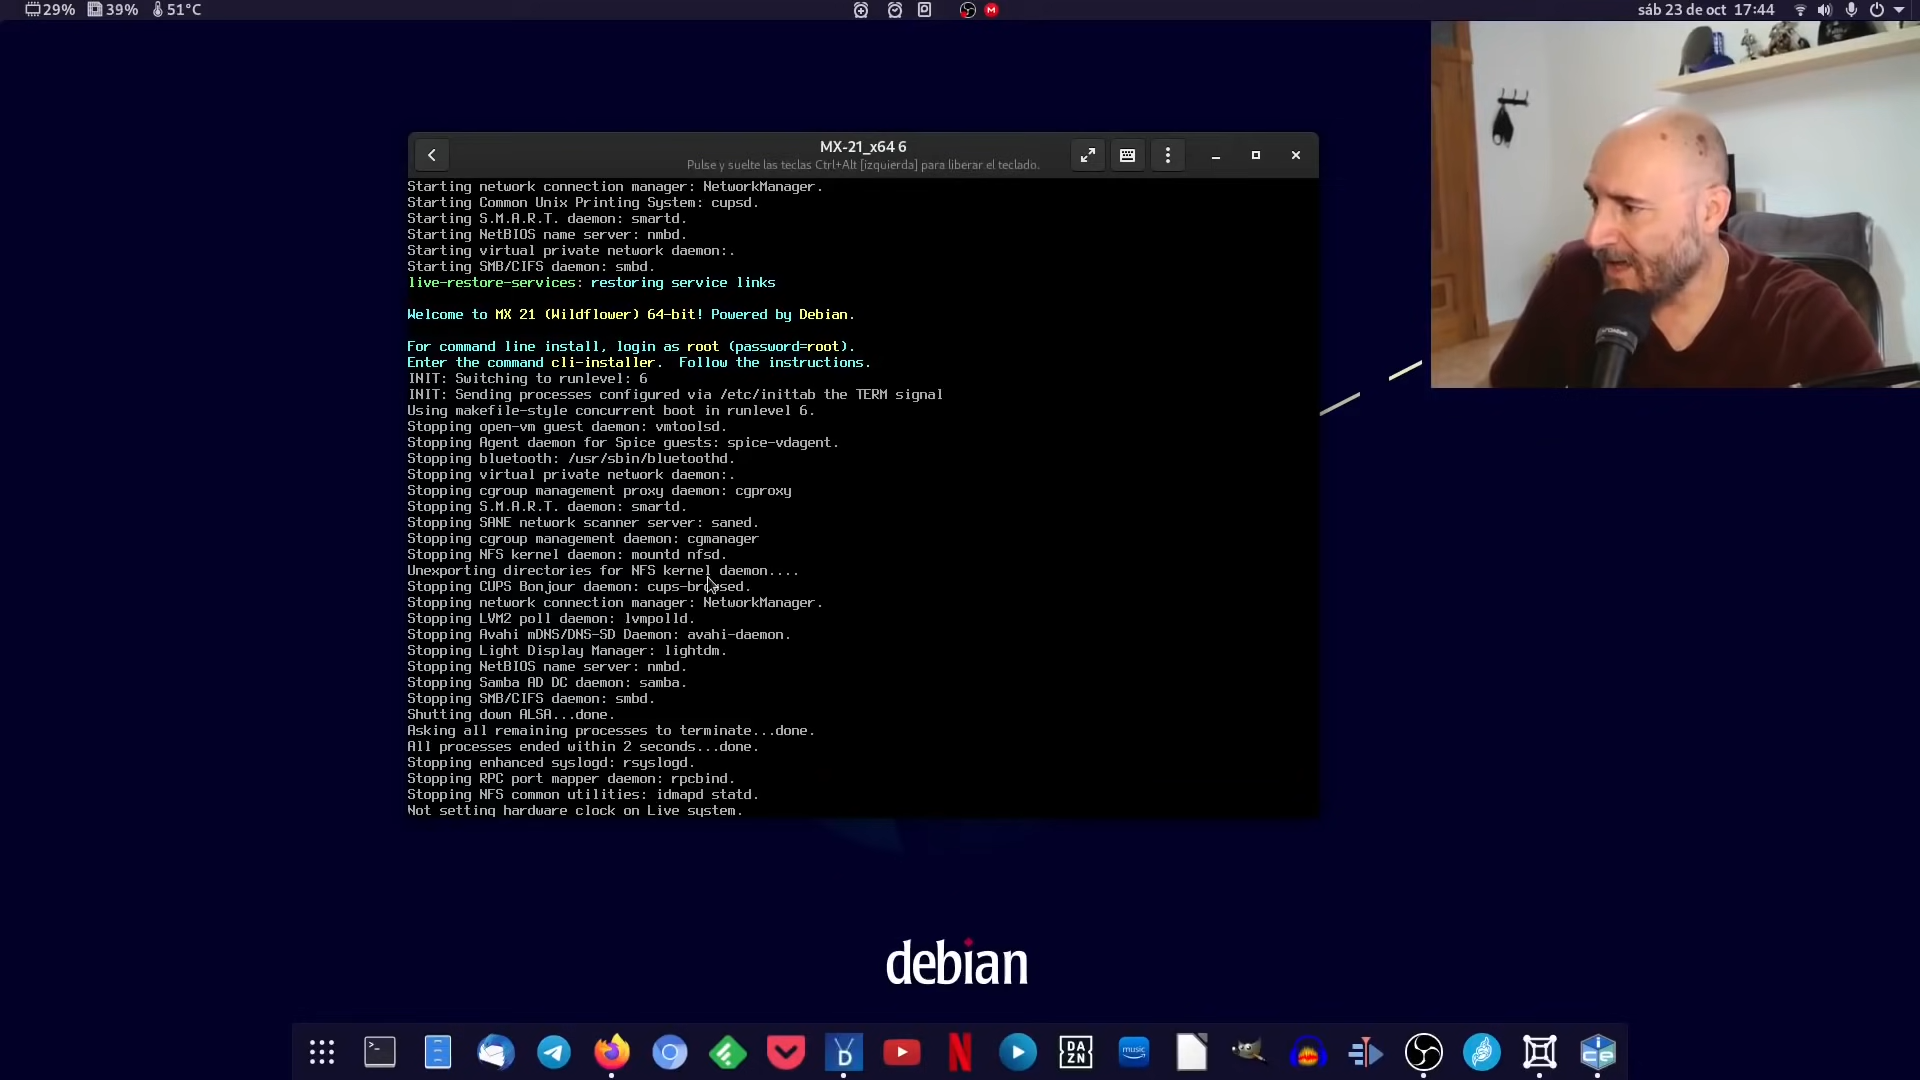 29% 39% 51°C
sáb 23 de oct 17:44
MX-21_x64 6
Pulse y suelte las teclas Ctrl+Alt [izquierda] para liberar el teclado.
Starting network connection manager: NetworkManager.
Starting Common Unix Printing System: cupsd.
Starting S.M.A.R.T. daemon: smartd.
Starting NetBIOS name server: nmbd.
Starting virtual private network daemon:.
Starting SMB/CIFS daemon: smbd.
live-restore-services: restoring service links
Welcome to MX 21 (Wildflower) 64-bit! Powered by Debian.
For command line install, login as root (password=root).
Enter the command cli-installer.  Follow the instructions.
INIT: Switching to runlevel: 6
INIT: Sending processes configured via /etc/inittab the TERM signal
Using makefile-style concurrent boot in runlevel 6.
Stopping open-vm guest daemon: vmtoolsd.
Stopping Agent daemon for Spice guests: spice-vdagent.
Stopping bluetooth: /usr/sbin/bluetoothd.
Stopping virtual private network daemon:.
Stopping cgroup management proxy daemon: cgproxy
Stopping S.M.A.R.T. daemon: smartd.
Stopping SANE network scanner server: saned.
Stopping cgroup management daemon: cgmanager
Stopping NFS kernel daemon: mountd nfsd.
Unexporting directories for NFS kernel daemon....
Stopping CUPS Bonjour daemon: cups-browsed.
Stopping network connection manager: NetworkManager.
Stopping LVM2 poll daemon: lvmpolld.
Stopping Avahi mDNS/DNS-SD Daemon: avahi-daemon.
Stopping Light Display Manager: lightdm.
Stopping NetBIOS name server: nmbd.
Stopping Samba AD DC daemon: samba.
Stopping SMB/CIFS daemon: smbd.
Shutting down ALSA...done.
Asking all remaining processes to terminate...done.
All processes ended within 2 seconds...done.
Stopping enhanced syslogd: rsyslogd.
Stopping RPC port mapper daemon: rpcbind.
Stopping NFS common utilities: idmapd statd.
Not setting hardware clock on Live system.
debian
DAZN
music
ice